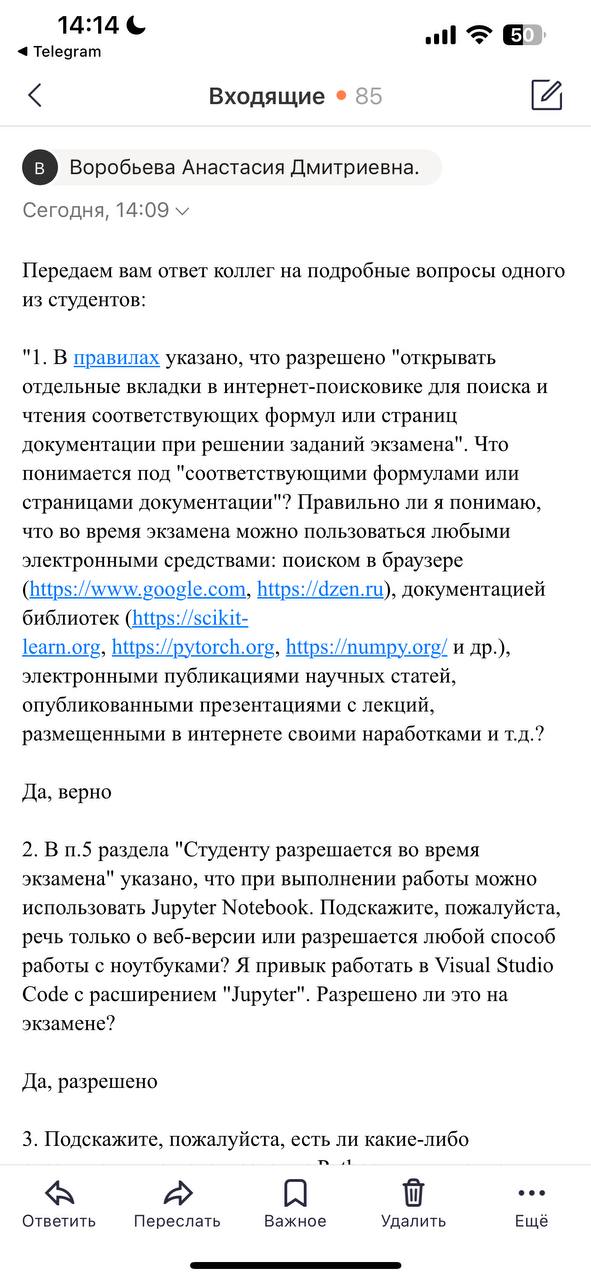 14:14
50
◀ Telegram
Входящие • 85
В Воробьева Анастасия Дмитриевна.
Сегодня, 14:09
Передаем вам ответ коллег на подробные вопросы одного
из студентов:
"1. В правилах указано, что разрешено "открывать
отдельные вкладки в интернет-поисковике для поиска и
чтения соответствующих формул или страниц
документации при решении заданий экзамена". Что
понимается под "соответствующими формулами или
страницами документации"? Правильно ли я понимаю,
что во время экзамена можно пользоваться любыми
электронными средствами: поиском в браузере
(https://www.google.com, https://dzen.ru), документацией
библиотек (https://scikit-
learn.org, https://pytorch.org, https://numpy.org/ и др.),
электронными публикациями научных статей,
опубликованными презентациями с лекций,
размещенными в интернете своими наработками и т.д.?
Да, верно
2. В п.5 раздела "Студенту разрешается во время
экзамена" указано, что при выполнении работы можно
использовать Jupyter Notebook. Подскажите, пожалуйста,
речь только о веб-версии или разрешается любой способ
работы с ноутбуками? Я привык работать в Visual Studio
Code с расширением "Jupyter". Разрешено ли это на
экзамене?
Да, разрешено
3. Подскажите, пожалуйста, есть ли какие-либо
Ответить Переслать Важное Удалить Ещё